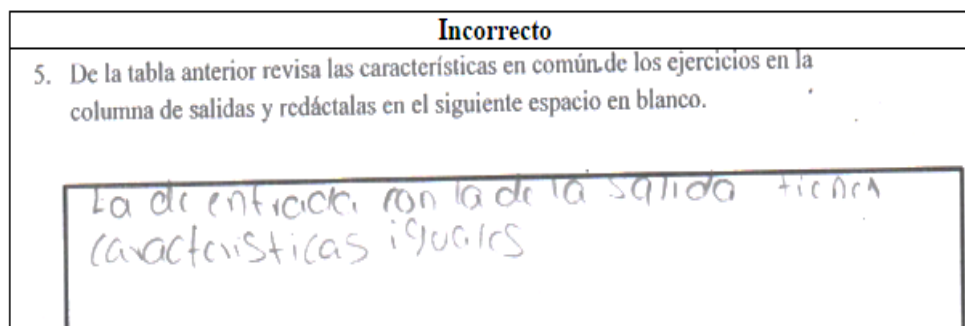 Incorrecto
5. De la tabla anterior revisa las características en común de los ejercicios en la
columna de salidas y redáctalas en el siguiente espacio en blanco.
La de entrada con la de la salida tienen
características iguales